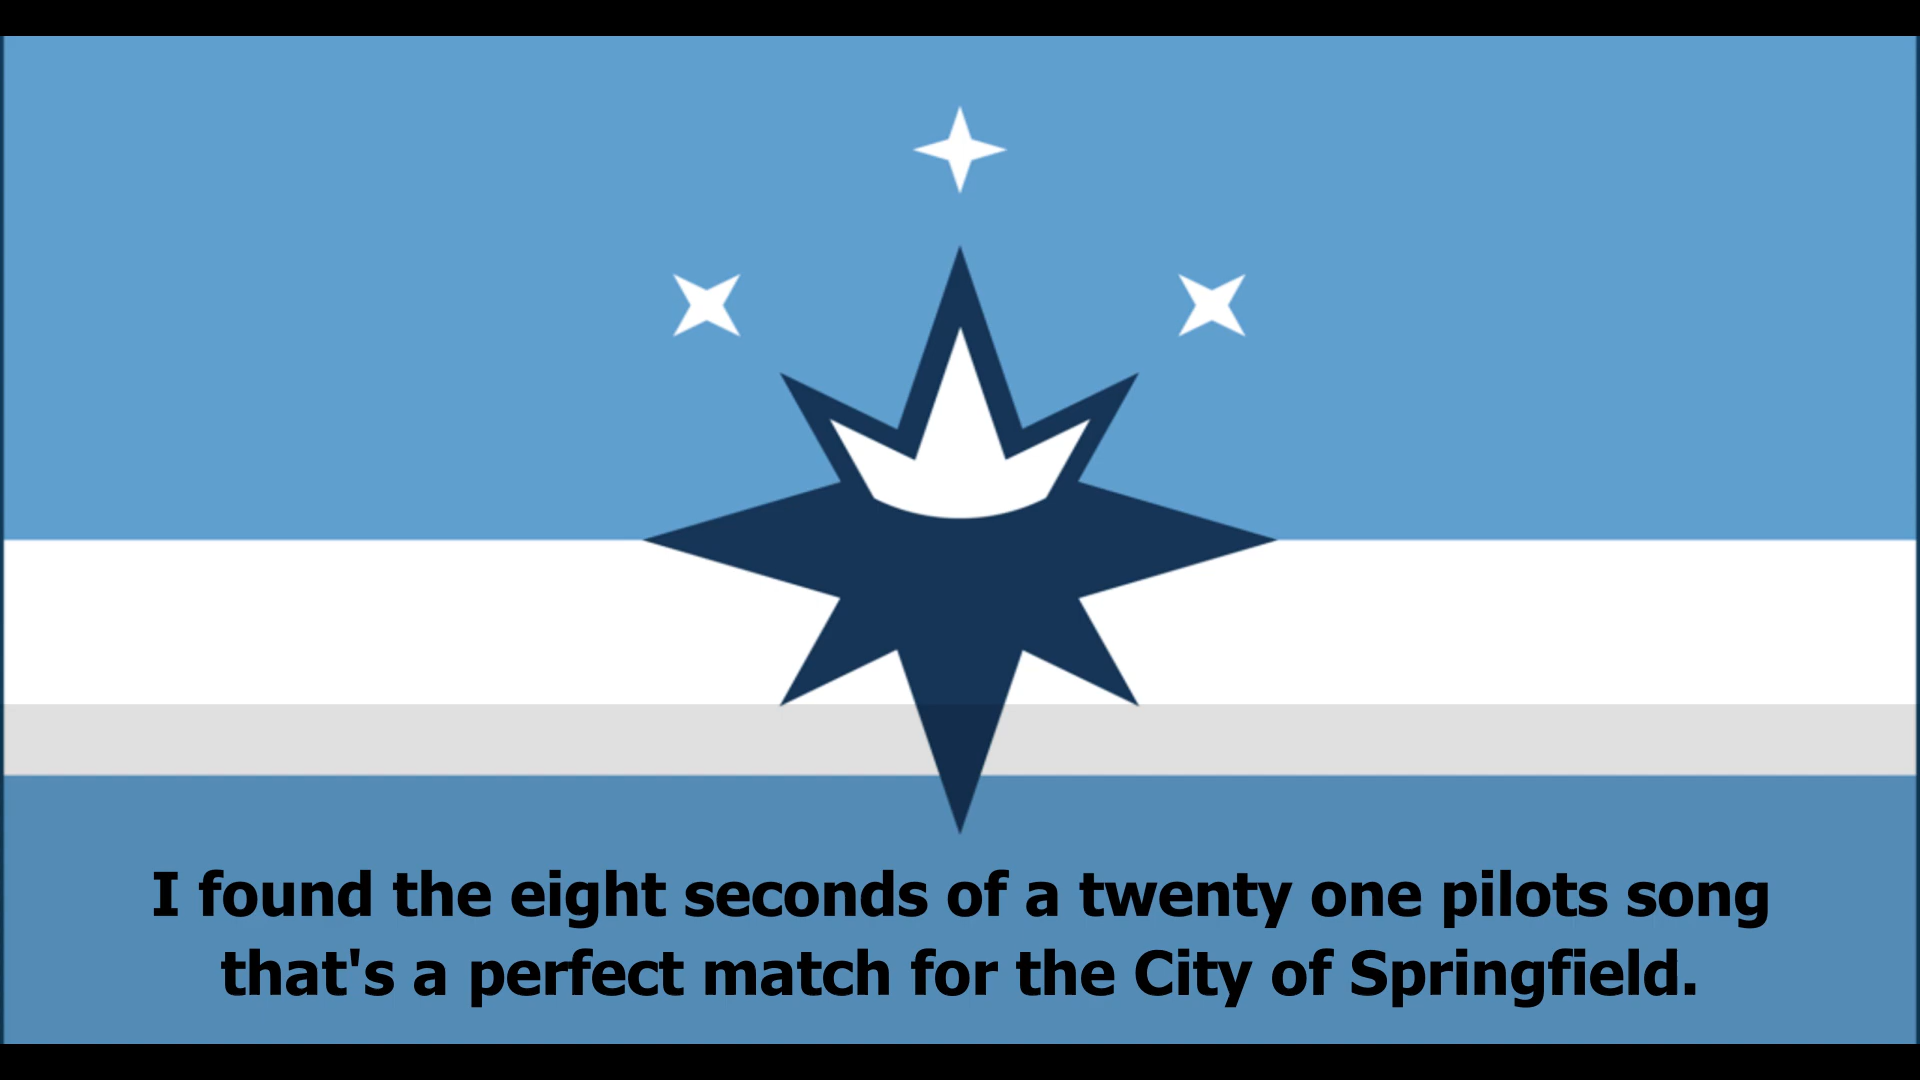 I found the eight seconds of a twenty one pilots song
that's a perfect match for the City of Springfield.